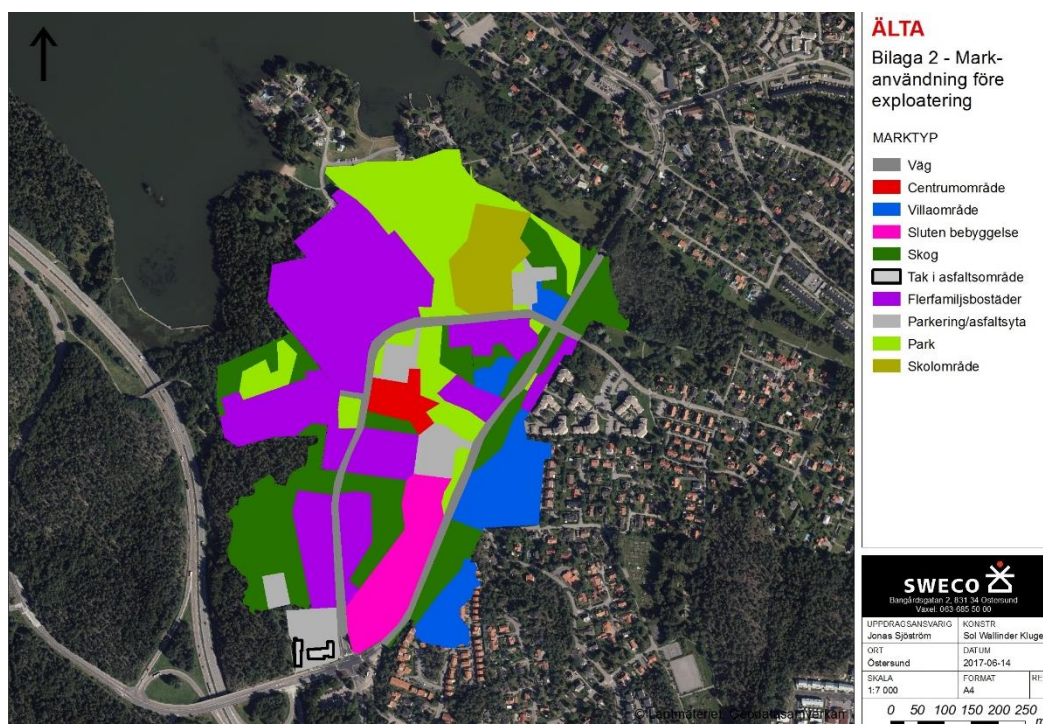 ÄLTA
Bilaga 2 - Mark-
användning före
exploatering
MARKTYP
Väg
Centrumområde
Villaområde
Sluten bebyggelse
Skog
Tak i asfaltsområde
Flerfamiljsbostäder
Parkering/asfaltsyta
Park
Skolområde
SWECO
Bangårdsgatan 2, 831 34 Östersund
Växel: 063-685 50 00
UPPDRAGSANSVARIG KONSTR.
Jonas Sjöström Sol Wallinder Kluge
ORT DATUM
Östersund 2017-06-14
SKALA FORMAT RE
1:7 000 A4
0 50 100 150 200 250
m
© Lantmäteriet, Geodatasamverkan